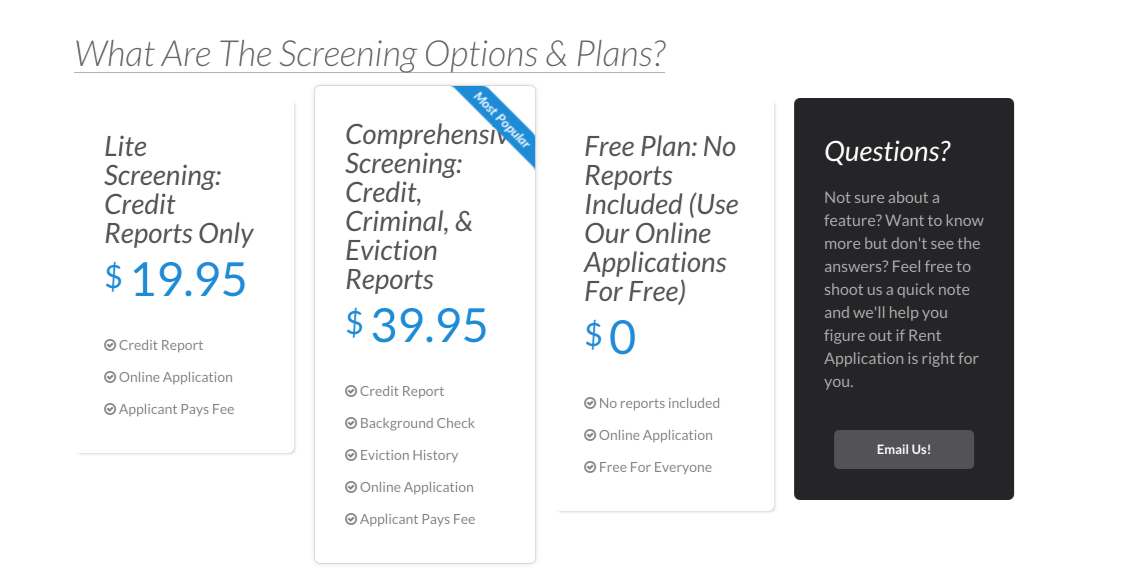 What Are The Screening Options & Plans?
Lite
Screening:
Credit
Reports Only
$ 19.95
Credit Report
Online Application
Applicant Pays Fee
Most Popular
Comprehensiv
Screening:
Credit,
Criminal, &
Eviction
Reports
$ 39.95
Credit Report
Background Check
Eviction History
Online Application
Applicant Pays Fee
Free Plan: No
Reports
Included (Use
Our Online
Applications
For Free)
$ 0
No reports included
Online Application
Free For Everyone
Questions?
Not sure about a
feature? Want to know
more but don't see the
answers? Feel free to
shoot us a quick note
and we'll help you
figure out if Rent
Application is right for
you.
Email Us!